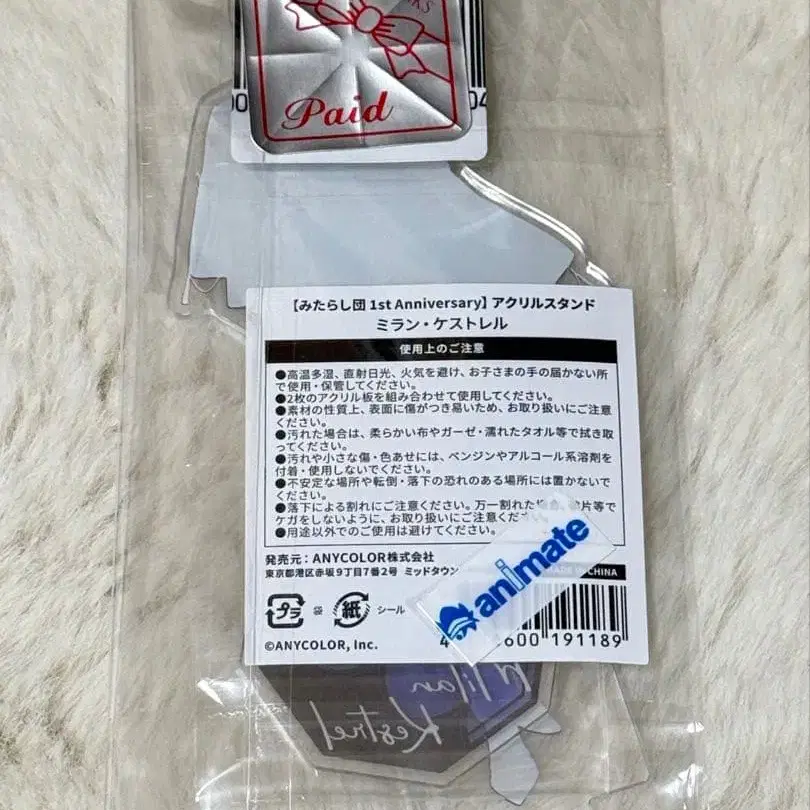 KS
Paid
00
04
【みたらし団 1st Anniversary】アクリルスタンド
ミラン・ケストレル
使用上のご注意
●高温多湿、直射日光、火気を避け、お子さまの手の届かない所
で使用・保管してください。
●2枚のアクリル板を組み合わせて使用してください。
●素材の性質上、表面に傷がつき易いため、お取り扱いにご注意
ください。
●汚れた場合は、柔らかい布やガーゼ・濡れたタオル等で拭き取
ってください。
●汚れや小さな傷・色あせには、ベンジンやアルコール系溶剤を
付着・使用しないでください。
●不安定な場所や転倒・落下の恐れのある場所には置かないで
ください。
●落下による割れにご注意ください。万一割れた場合、破片等で
ケガをしないように、お取り扱いにご注意ください。
●用途以外でのご使用は避けてください。
発売元：ANYCOLOR株式会社
東京都港区赤坂9丁目7番2号 ミッドタウン
MADE IN CHINA
animate
プラ 袋 紙 シール
4 600 191189
©ANYCOLOR, Inc.
Milan
Kestrel